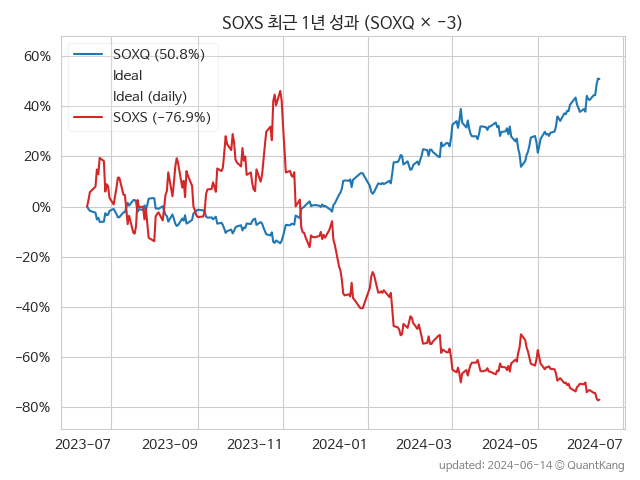 SOXS 최근 1년 성과 (SOXQ × −3)
60%
40%
20%
0%
−20%
−40%
−60%
−80%
SOXQ (50.8%)
Ideal
Ideal (daily)
SOXS (−76.9%)
2023-07
2023-09
2023-11
2024-01
2024-03
2024-05
2024-07
updated: 2024-06-14 ⓒ QuantKang